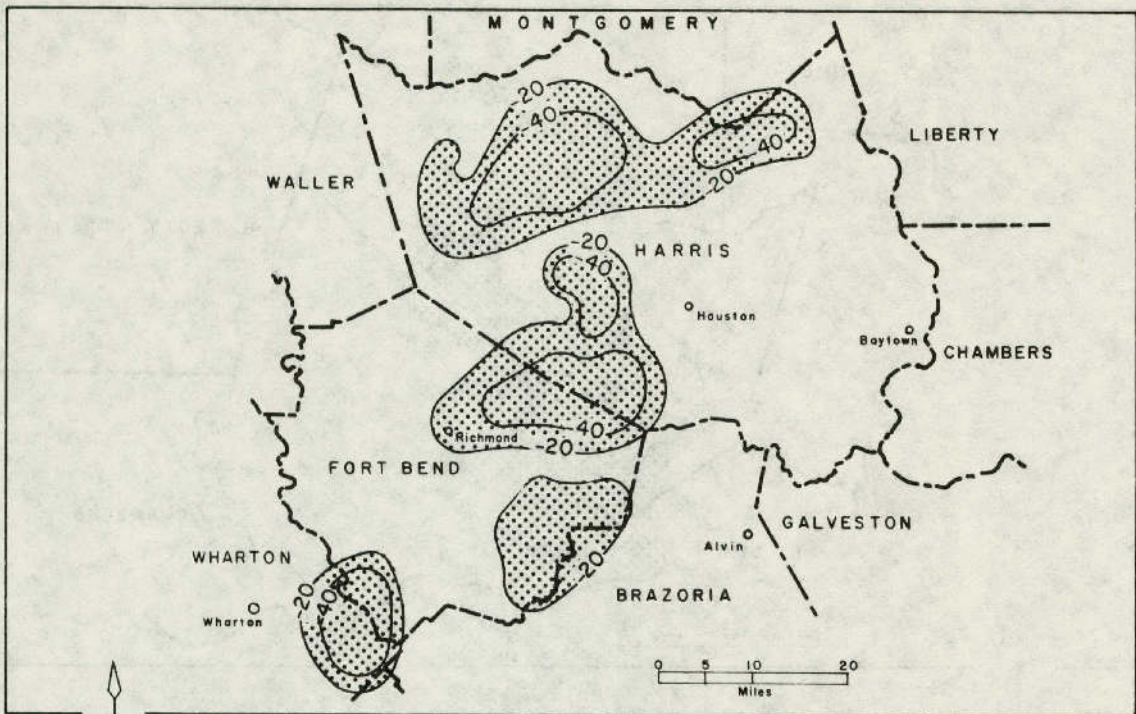 MONTGOMERY
20
40
LIBERTY
40
20
WALLER
20
40
HARRIS
Houston
Baytown
CHAMBERS
40
20
Richmond
FORT BEND
GALVESTON
Alvin
20
WHARTON
20
40
BRAZORIA
Wharton
0 5 10 20
Miles